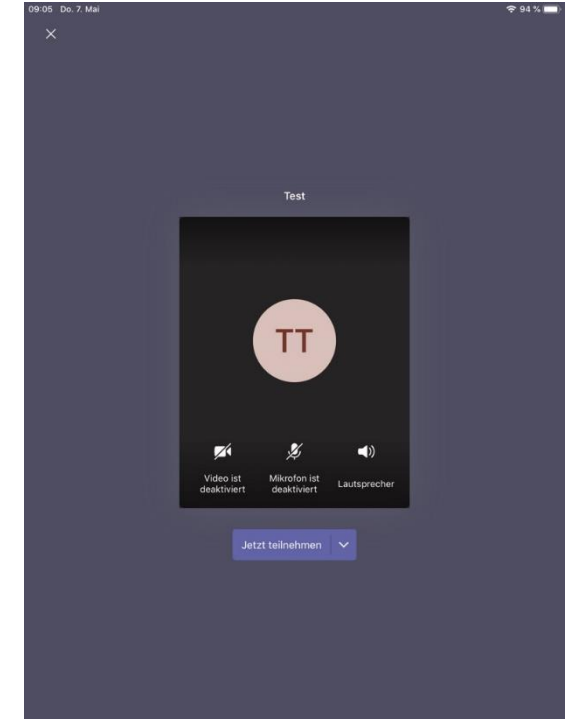 09:05 Do. 7. Mai 94 %
Test
TT
Video ist deaktiviert
Mikrofon ist deaktiviert
Lautsprecher
Jetzt teilnehmen